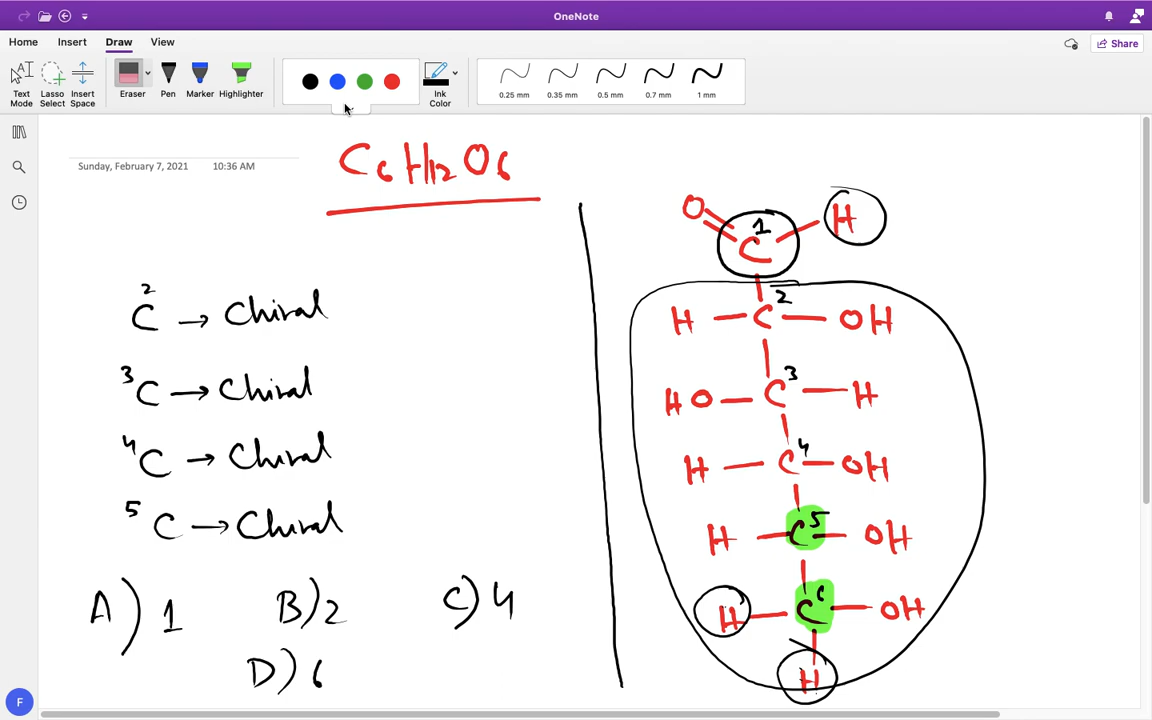 OneNote
Home Insert Draw View
Share
Text Mode
Lasso Select
Insert Space
Eraser
Pen
Marker
Highlighter
Ink Color
0.25 mm
0.35 mm
0.5 mm
0.7 mm
1 mm
Sunday, February 7, 2021 10:36 AM
C6H12O6
2
C → Chiral
3C → Chiral
4C → Chiral
5C → Chiral
A) 1 B) 2 C) 4
D) 6
O C 1 H
2
H — C — OH
3
HO — C — H
4
H — C — OH
H — C 5 — OH
H — C 6 — OH
H
F